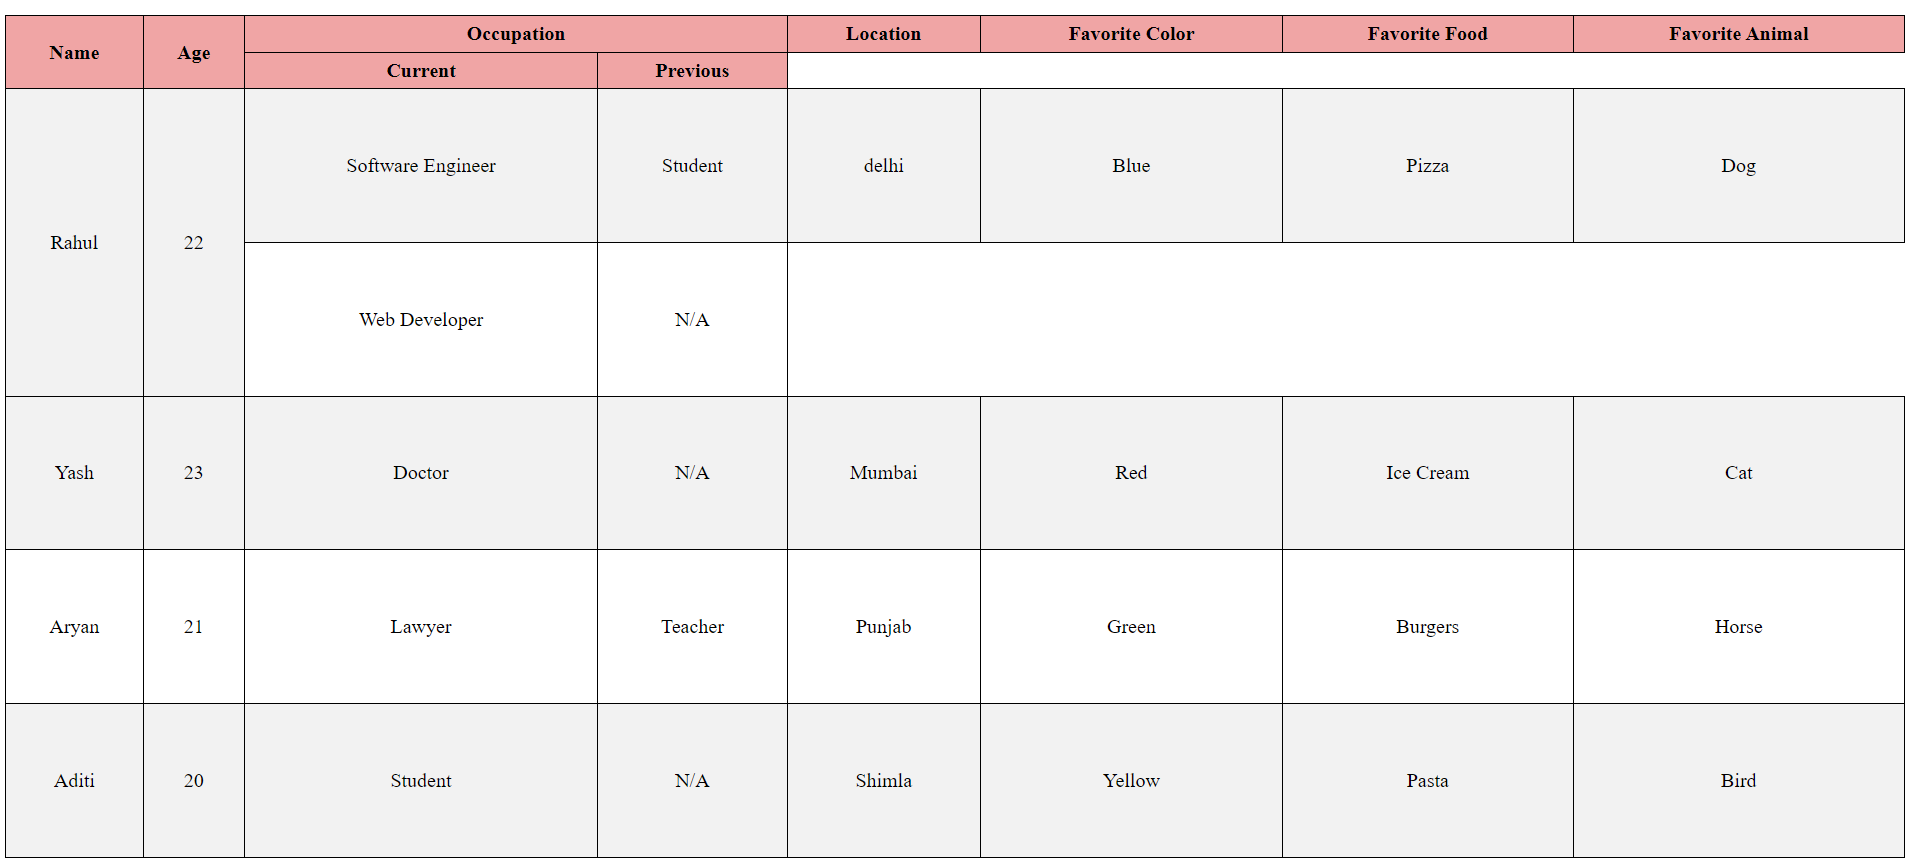 Name Age Occupation Location Favorite Color Favorite Food Favorite Animal
Current Previous
Rahul 22 Software Engineer Student delhi Blue Pizza Dog
Web Developer N/A
Yash 23 Doctor N/A Mumbai Red Ice Cream Cat
Aryan 21 Lawyer Teacher Punjab Green Burgers Horse
Aditi 20 Student N/A Shimla Yellow Pasta Bird